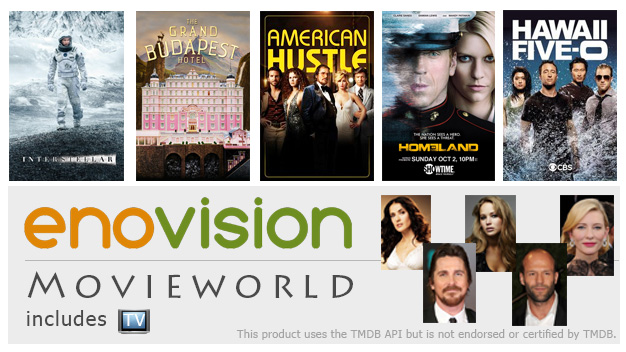 INTERSTELLAR
THE
GRAND
BUDAPEST
HOTEL
AMERICAN
HUSTLE
CLAIRE DANES DAMIAN LEWIS MANDY PATINKIN
THE NATION SEES A HERO.
SHE SEES A THREAT.
HOMELAND
SUNDAY OCT 2, 10PM
SHOWTIME
HAWAII
FIVE-O
CBS
enovision
MOVIEWORLD
includes TV
This product uses the TMDB API but is not endorsed or certified by TMDB.